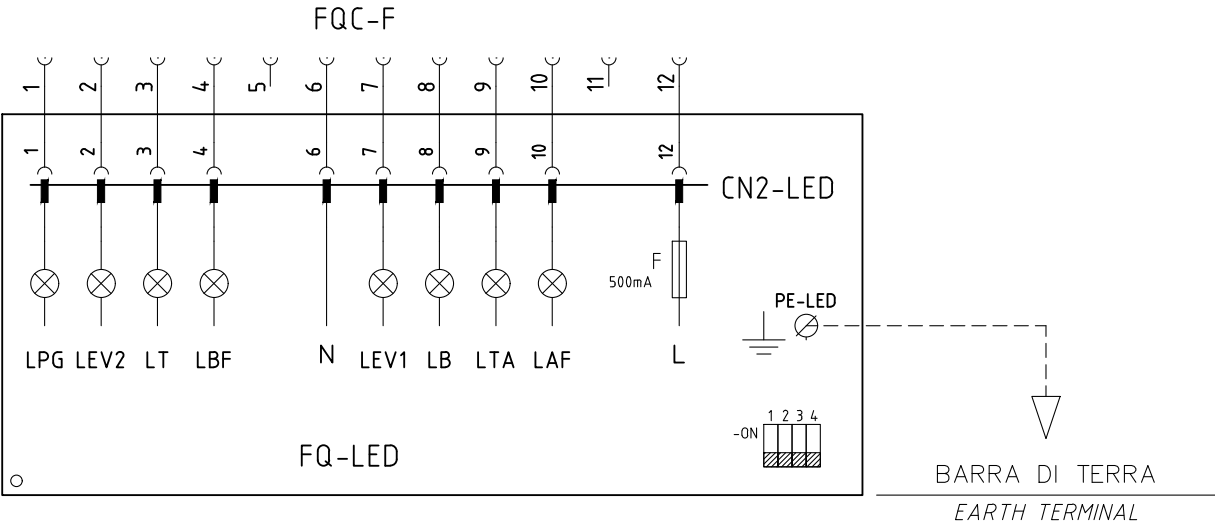 FQC-F
1 2 3 4 5 6 7 8 9 10 11 12
1 2 3 4 6 7 8 9 10 12
CN2-LED
F
500mA
PE-LED
LPG LEV2 LT LBF N LEV1 LB LTA LAF L
1 2 3 4
-ON
FQ-LED
BARRA DI TERRA
EARTH TERMINAL